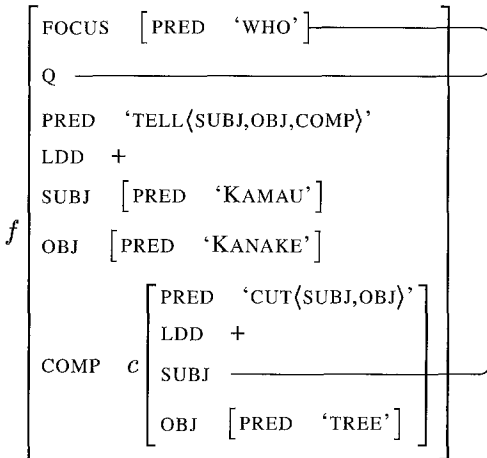 FOCUS [PRED ‘WHO’]
Q
PRED ‘TELL⟨SUBJ,OBJ,COMP⟩’
LDD +
SUBJ [PRED ‘KAMAU’]
f OBJ [PRED ‘KANAKE’]
PRED ‘CUT⟨SUBJ,OBJ⟩’
LDD +
COMP c SUBJ
OBJ [PRED ‘TREE’]